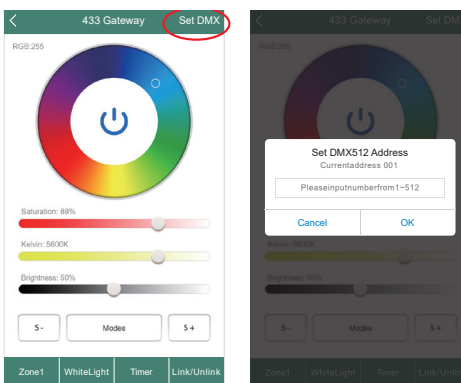 433 Gateway Set DMX
RGB:255
Saturation: 88%
Kelvin: 5600K
Brightness: 50%
S - Modes S +
Zone1 WhiteLight Timer Link/Unlink
433 Gateway Set DM
RGB:255
Set DMX512 Address
Currentaddress 001
Pleaseinputnumberfrom1~512
Cancel OK
Kelvin: 5600K
Brightness: 50%
S - Modes S +
Zone1 WhiteLight Timer Link/Unlin